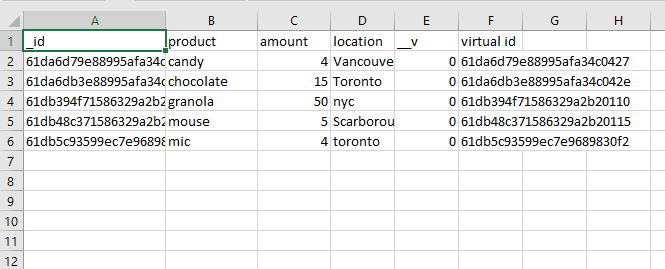 A B C D E F G H
1 _id product amount location __v virtual id
2 61da6d79e88995afa34c candy 4 Vancouve 0 61da6d79e88995afa34c0427
3 61da6db3e88995afa34c chocolate 15 Toronto 0 61da6db3e88995afa34c042e
4 61db394f71586329a2b2 granola 50 nyc 0 61db394f71586329a2b20110
5 61db48c371586329a2b2 mouse 5 Scarborou 0 61db48c371586329a2b20115
6 61db5c93599ec7e96898 mic 4 toronto 0 61db5c93599ec7e9689830f2
7
8
9
10
11
12